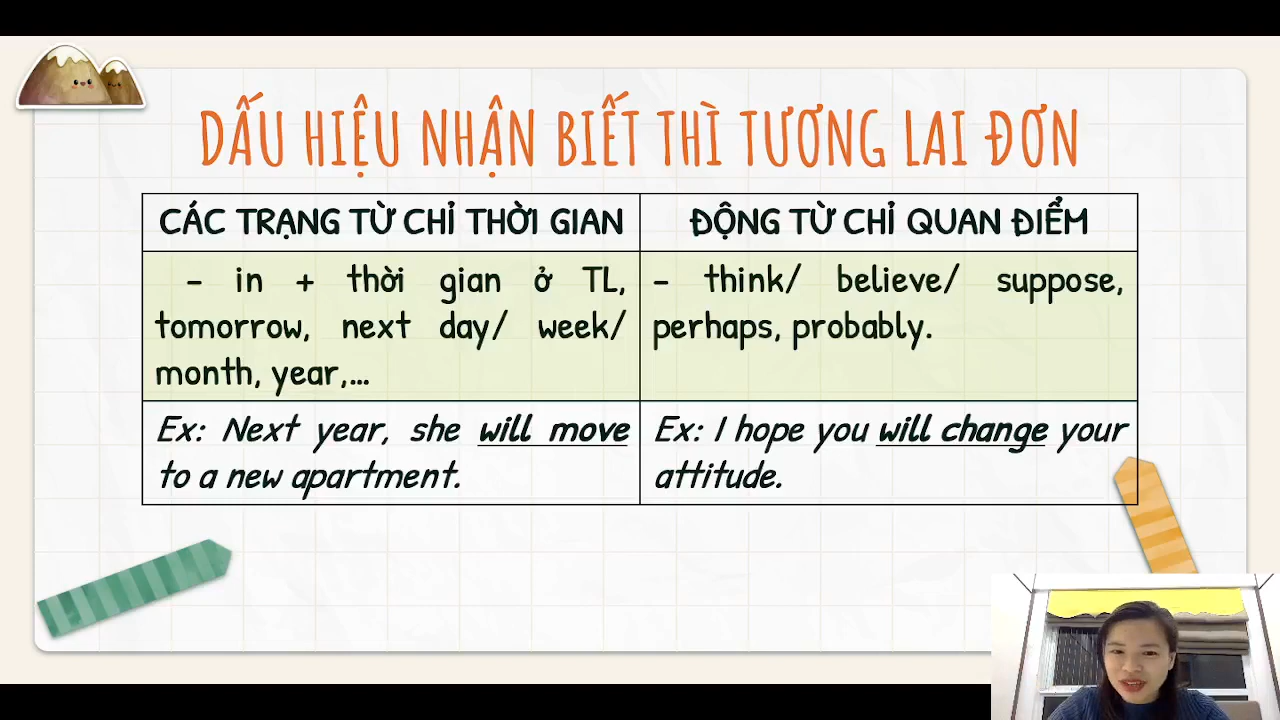 DẤU HIỆU NHẬN BIẾT THÌ TƯƠNG LAI ĐƠN
CÁC TRẠNG TỪ CHỈ THỜI GIAN
- in + thời gian ở TL,
tomorrow, next day/ week/
month, year,...
Ex: Next year, she will move
to a new apartment.
ĐỘNG TỪ CHỈ QUAN ĐIỂM
- think/ believe/ suppose,
perhaps, probably.
Ex: I hope you will change your
attitude.